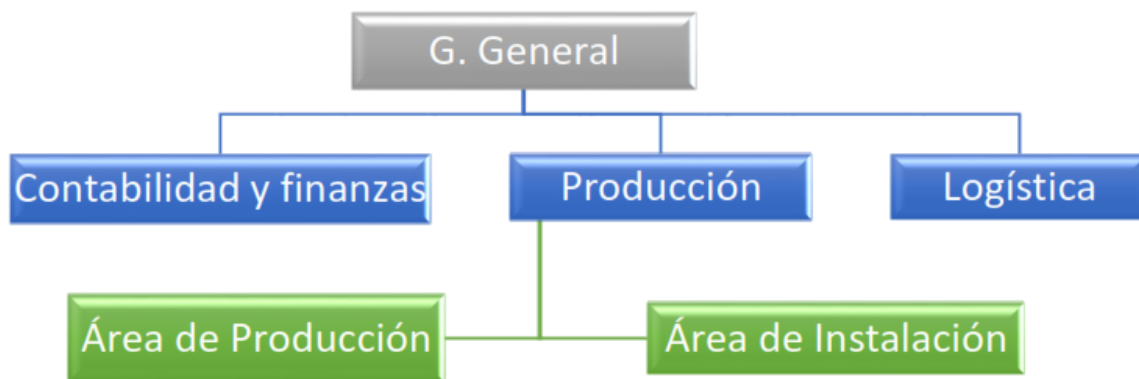 G. General
Contabilidad y finanzas
Producción
Logística
Área de Producción
Área de Instalación